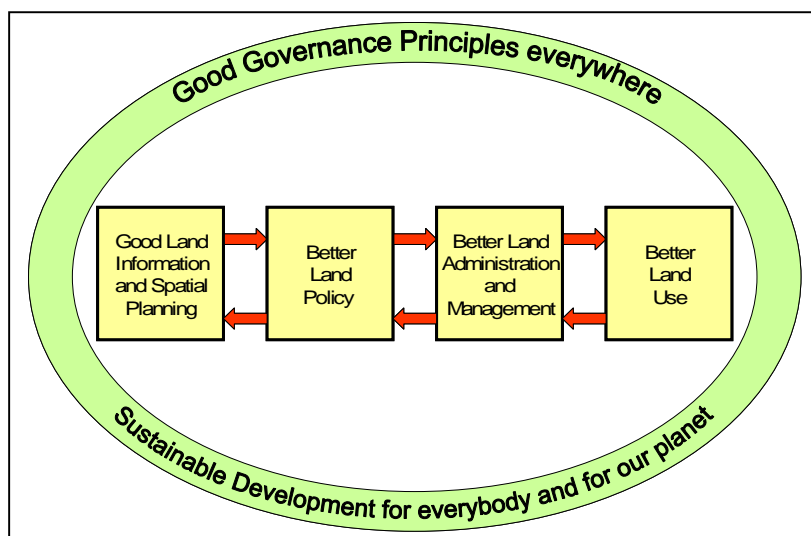 Good Governance Principles everywhere
Good Land
Information
and Spatial
Planning
Better
Land
Policy
Better Land
Administration
and
Management
Better
Land
Use
Sustainable Development for everybody and for our planet